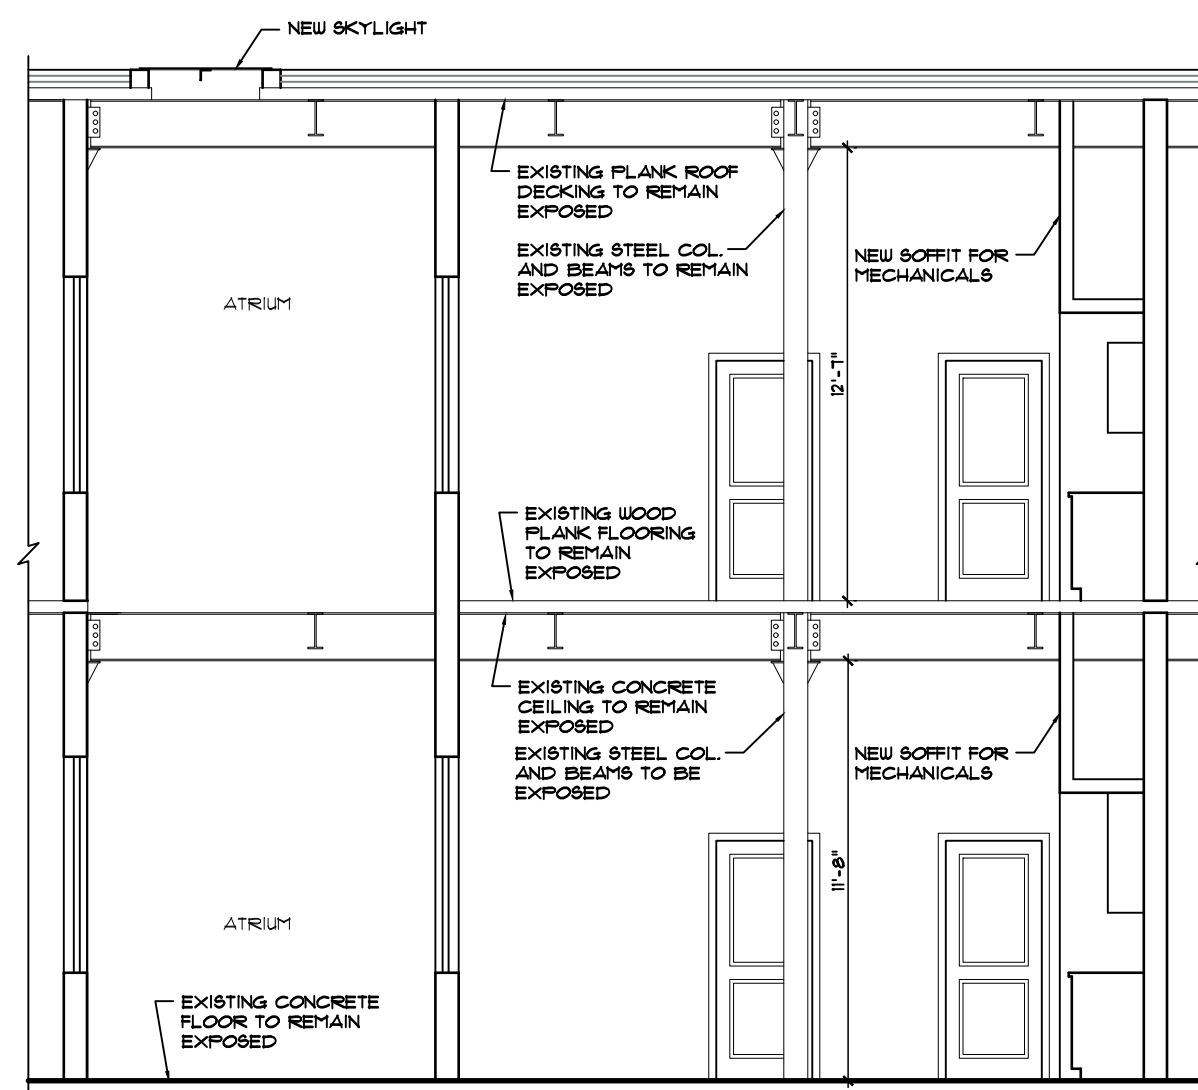 NEW SKYLIGHT
EXISTING PLANK ROOF
DECKING TO REMAIN
EXPOSED
EXISTING STEEL COL.
AND BEAMS TO REMAIN
EXPOSED
NEW SOFFIT FOR
MECHANICALS
ATRIUM
12'-7"
EXISTING WOOD
PLANK FLOORING
TO REMAIN
EXPOSED
EXISTING CONCRETE
CEILING TO REMAIN
EXPOSED
EXISTING STEEL COL.
AND BEAMS TO BE
EXPOSED
NEW SOFFIT FOR
MECHANICALS
11'-8"
ATRIUM
EXISTING CONCRETE
FLOOR TO REMAIN
EXPOSED